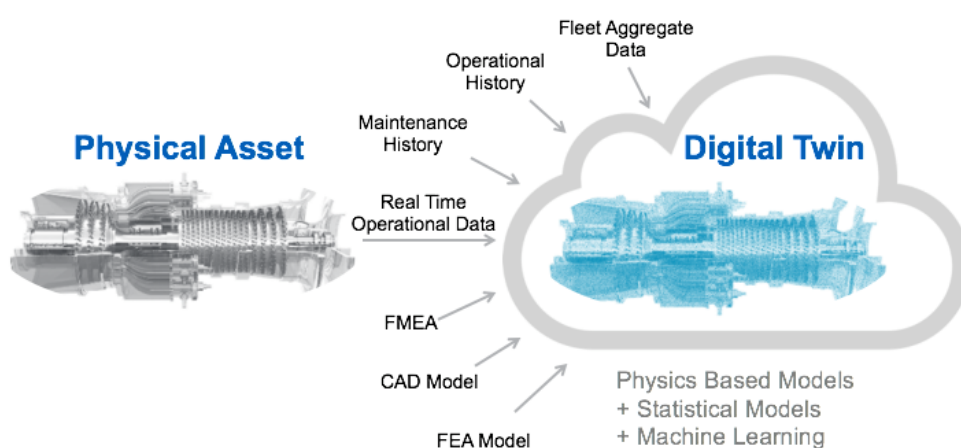 Fleet Aggregate
Data
Operational
History
Maintenance
History
Physical Asset
Digital Twin
Real Time
Operational Data
FMEA
CAD Model
FEA Model
Physics Based Models
+ Statistical Models
+ Machine Learning